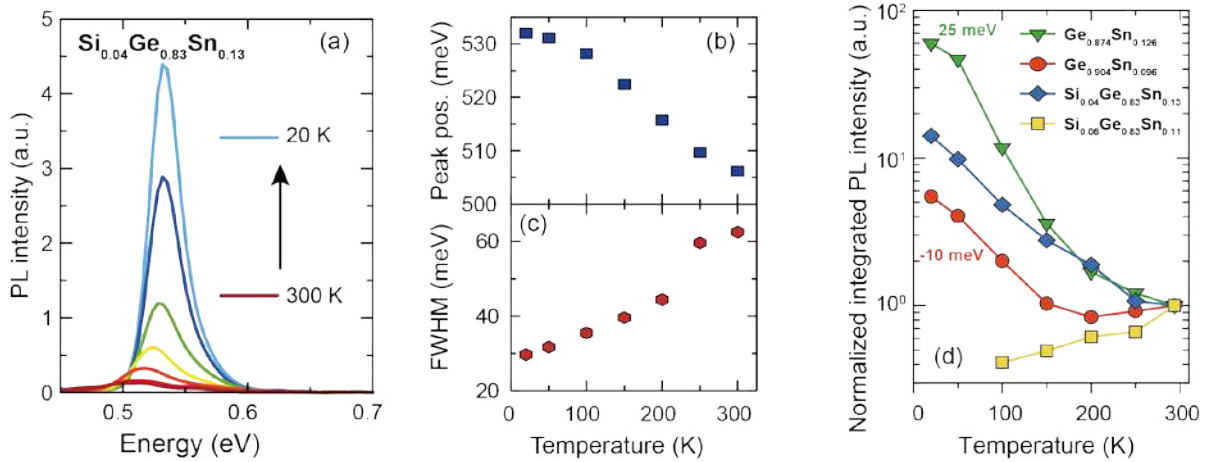 Si0.04Ge0.83Sn0.13
(a)
20 K
300 K
PL intensity (a.u.)
5
4
3
2
1
0
0.5
0.6
0.7
Energy (eV)
(b)
Peak pos. (meV)
530
520
510
500
(c)
FWHM (meV)
60
40
20
0 50 100 150 200 250 300
Temperature (K)
(d)
Normalized integrated PL intensity (a.u.)
10^2
10^1
10^0
25 meV
-10 meV
Ge0.874Sn0.126
Ge0.904Sn0.096
Si0.04Ge0.83Sn0.13
Si0.06Ge0.83Sn0.11
0
100
200
300
Temperature (K)